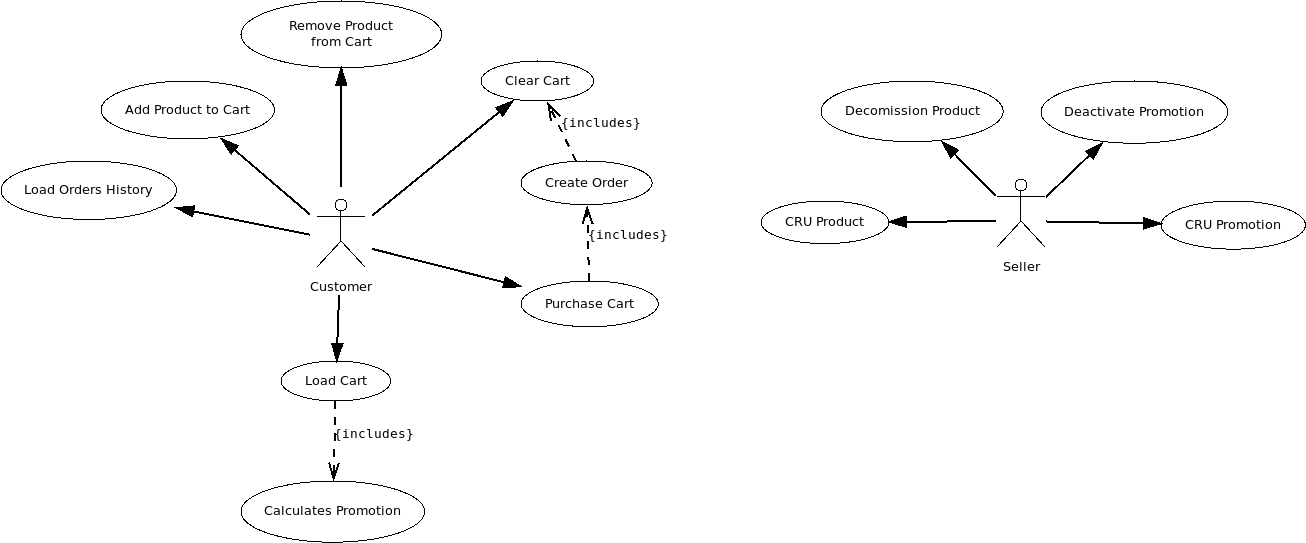 Remove Product
from Cart
Clear Cart
Add Product to Cart
{includes}
Load Orders History
Create Order
{includes}
Customer
Purchase Cart
Load Cart
{includes}
Calculates Promotion
Decomission Product
Deactivate Promotion
CRU Product
CRU Promotion
Seller